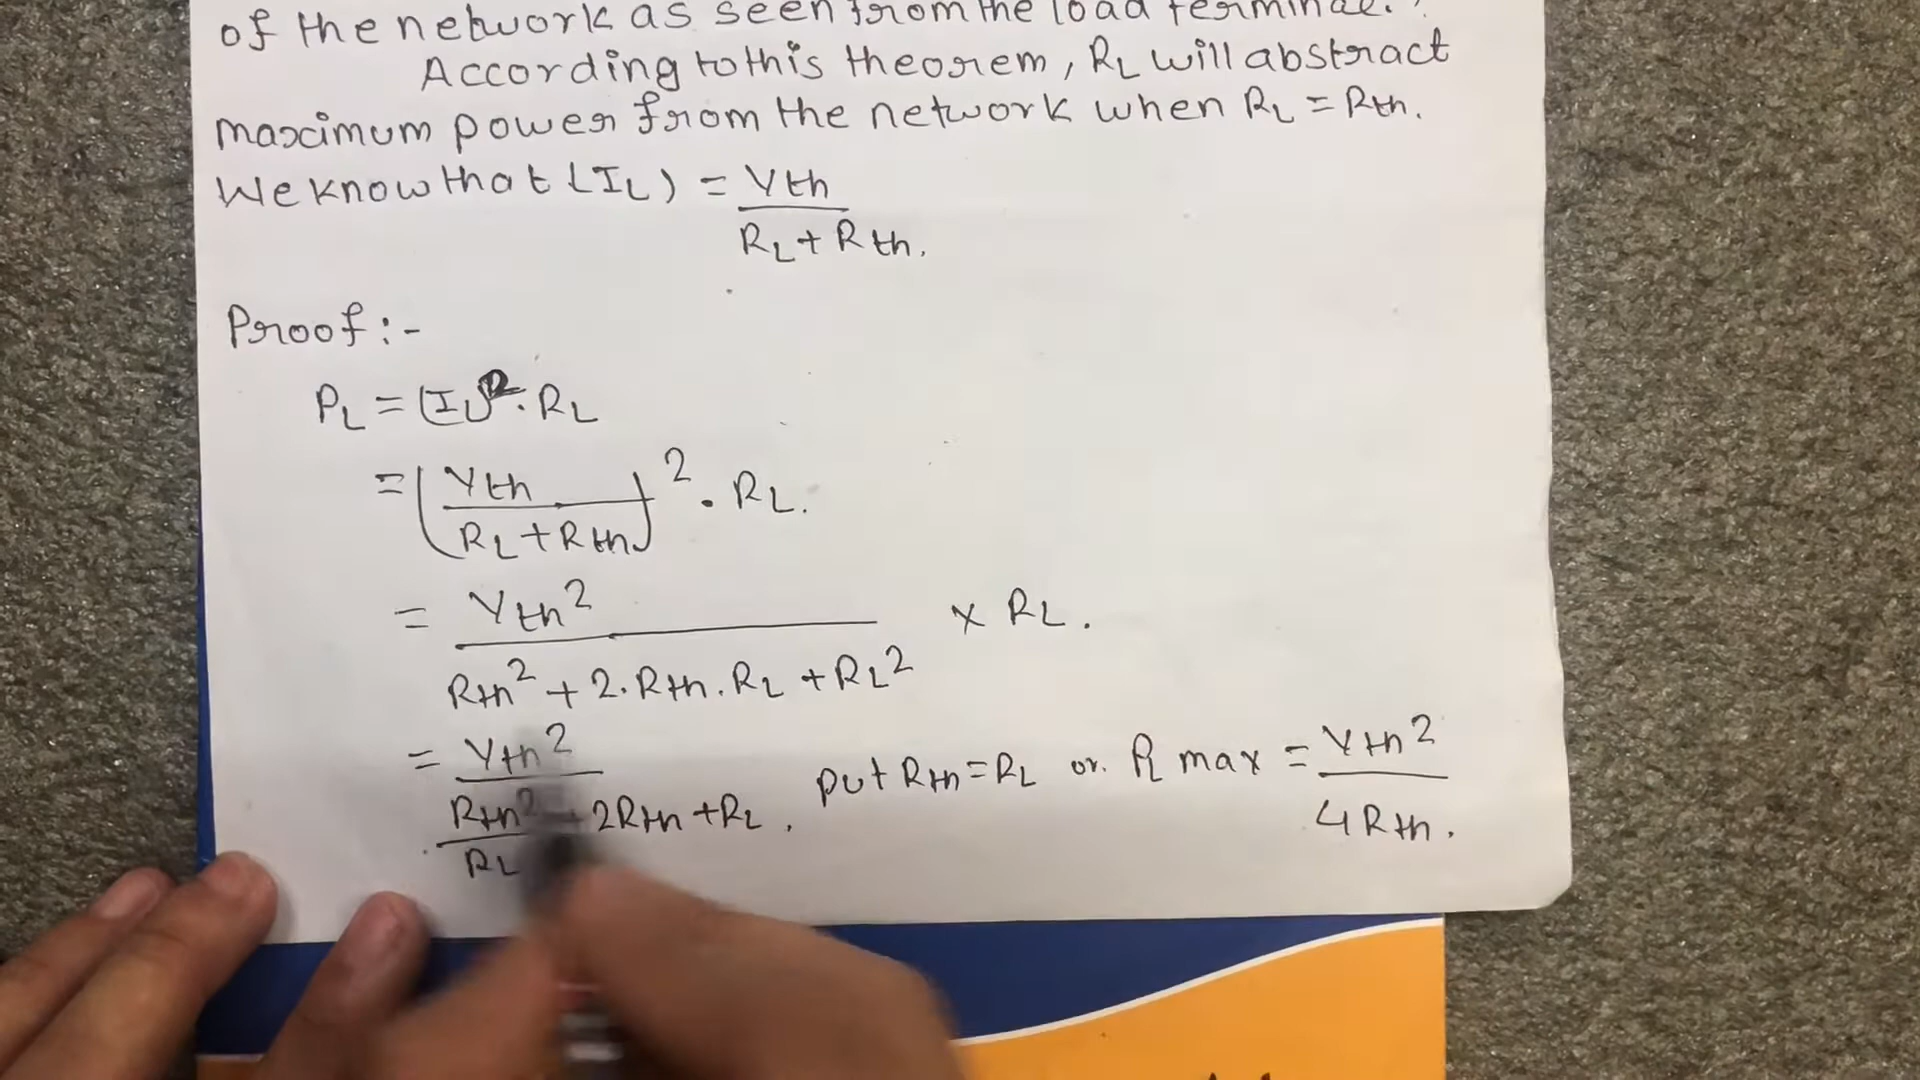 of the network as seen from the load terminal.
According to this theorem, RL will abstract
maximum power from the network when RL = Rth.
We know that (IL) = Vth
RL + Rth.
Proof :-
PL = (IL)2 . RL
= (Vth / RL + Rth)2 . RL.
= Vth2 × RL.
Rth2 + 2.Rth.RL + RL2
= Vth2
Rth2 + 2Rth + RL , put Rth = RL or. PL max = Vth2
RL
4Rth.